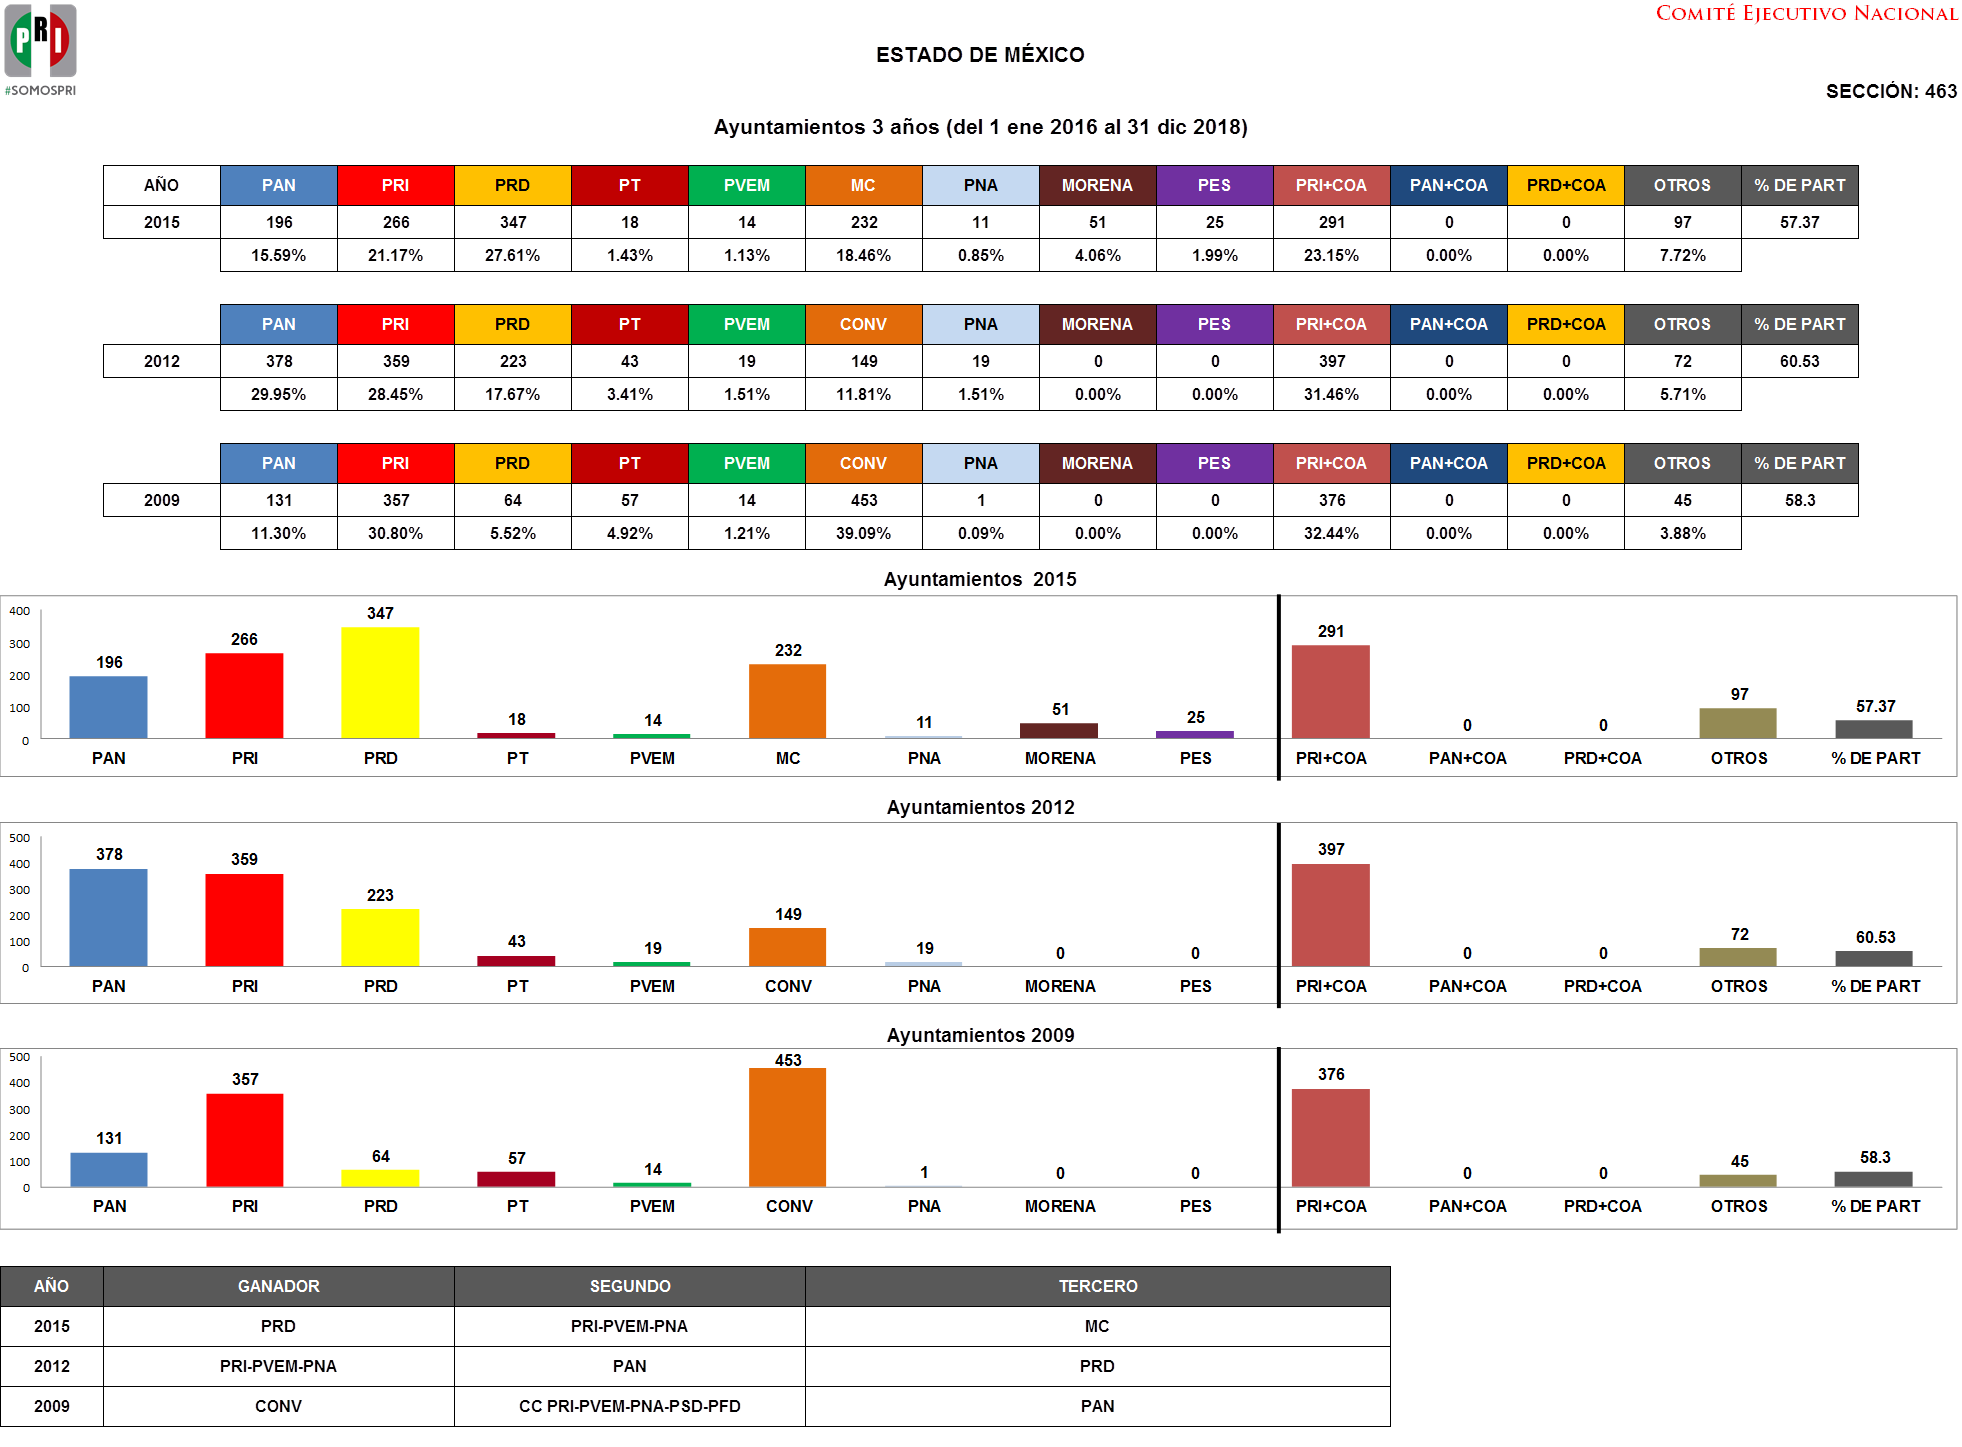 PRI
#SOMOSPRI
COMITÉ EJECUTIVO NACIONAL
ESTADO DE MÉXICO
SECCIÓN: 463
Ayuntamientos 3 años (del 1 ene 2016 al 31 dic 2018)
AÑO PAN PRI PRD PT PVEM MC PNA MORENA PES PRI+COA PAN+COA PRD+COA OTROS % DE PART
2015 196 266 347 18 14 232 11 51 25 291 0 0 97 57.37
15.59% 21.17% 27.61% 1.43% 1.13% 18.46% 0.85% 4.06% 1.99% 23.15% 0.00% 0.00% 7.72%
PAN PRI PRD PT PVEM CONV PNA MORENA PES PRI+COA PAN+COA PRD+COA OTROS % DE PART
2012 378 359 223 43 19 149 19 0 0 397 0 0 72 60.53
29.95% 28.45% 17.67% 3.41% 1.51% 11.81% 1.51% 0.00% 0.00% 31.46% 0.00% 0.00% 5.71%
PAN PRI PRD PT PVEM CONV PNA MORENA PES PRI+COA PAN+COA PRD+COA OTROS % DE PART
2009 131 357 64 57 14 453 1 0 0 376 0 0 45 58.3
11.30% 30.80% 5.52% 4.92% 1.21% 39.09% 0.09% 0.00% 0.00% 32.44% 0.00% 0.00% 3.88%
Ayuntamientos 2015
400
300
200
100
0
196 266 347 18 14 232 11 51 25 291 0 0 97 57.37
PAN PRI PRD PT PVEM MC PNA MORENA PES PRI+COA PAN+COA PRD+COA OTROS % DE PART
Ayuntamientos 2012
500
400
300
200
100
0
378 359 223 43 19 149 19 0 0 397 0 0 72 60.53
PAN PRI PRD PT PVEM CONV PNA MORENA PES PRI+COA PAN+COA PRD+COA OTROS % DE PART
Ayuntamientos 2009
500
400
300
200
100
0
131 357 64 57 14 453 1 0 0 376 0 0 45 58.3
PAN PRI PRD PT PVEM CONV PNA MORENA PES PRI+COA PAN+COA PRD+COA OTROS % DE PART
AÑO GANADOR SEGUNDO TERCERO
2015 PRD PRI-PVEM-PNA MC
2012 PRI-PVEM-PNA PAN PRD
2009 CONV CC PRI-PVEM-PNA-PSD-PFD PAN